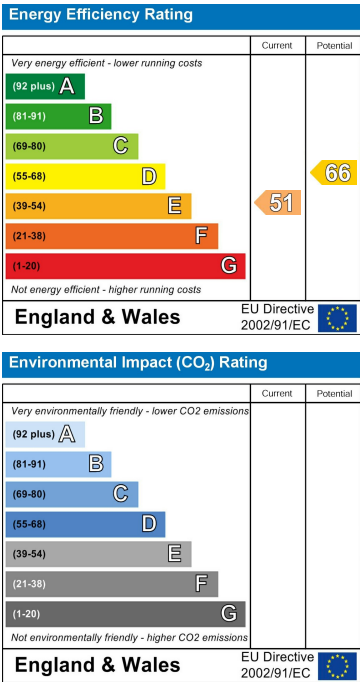 Energy Efficiency Rating
Current Potential
Very energy efficient - lower running costs
(92 plus) A
(81-91) B
(69-80) C
(55-68) D
(39-54) E
(21-38) F
(1-20) G
51
66
Not energy efficient - higher running costs
England & Wales
EU Directive
2002/91/EC
Environmental Impact (CO₂) Rating
Current Potential
Very environmentally friendly - lower CO2 emissions
(92 plus) A
(81-91) B
(69-80) C
(55-68) D
(39-54) E
(21-38) F
(1-20) G
Not environmentally friendly - higher CO2 emissions
England & Wales
EU Directive
2002/91/EC